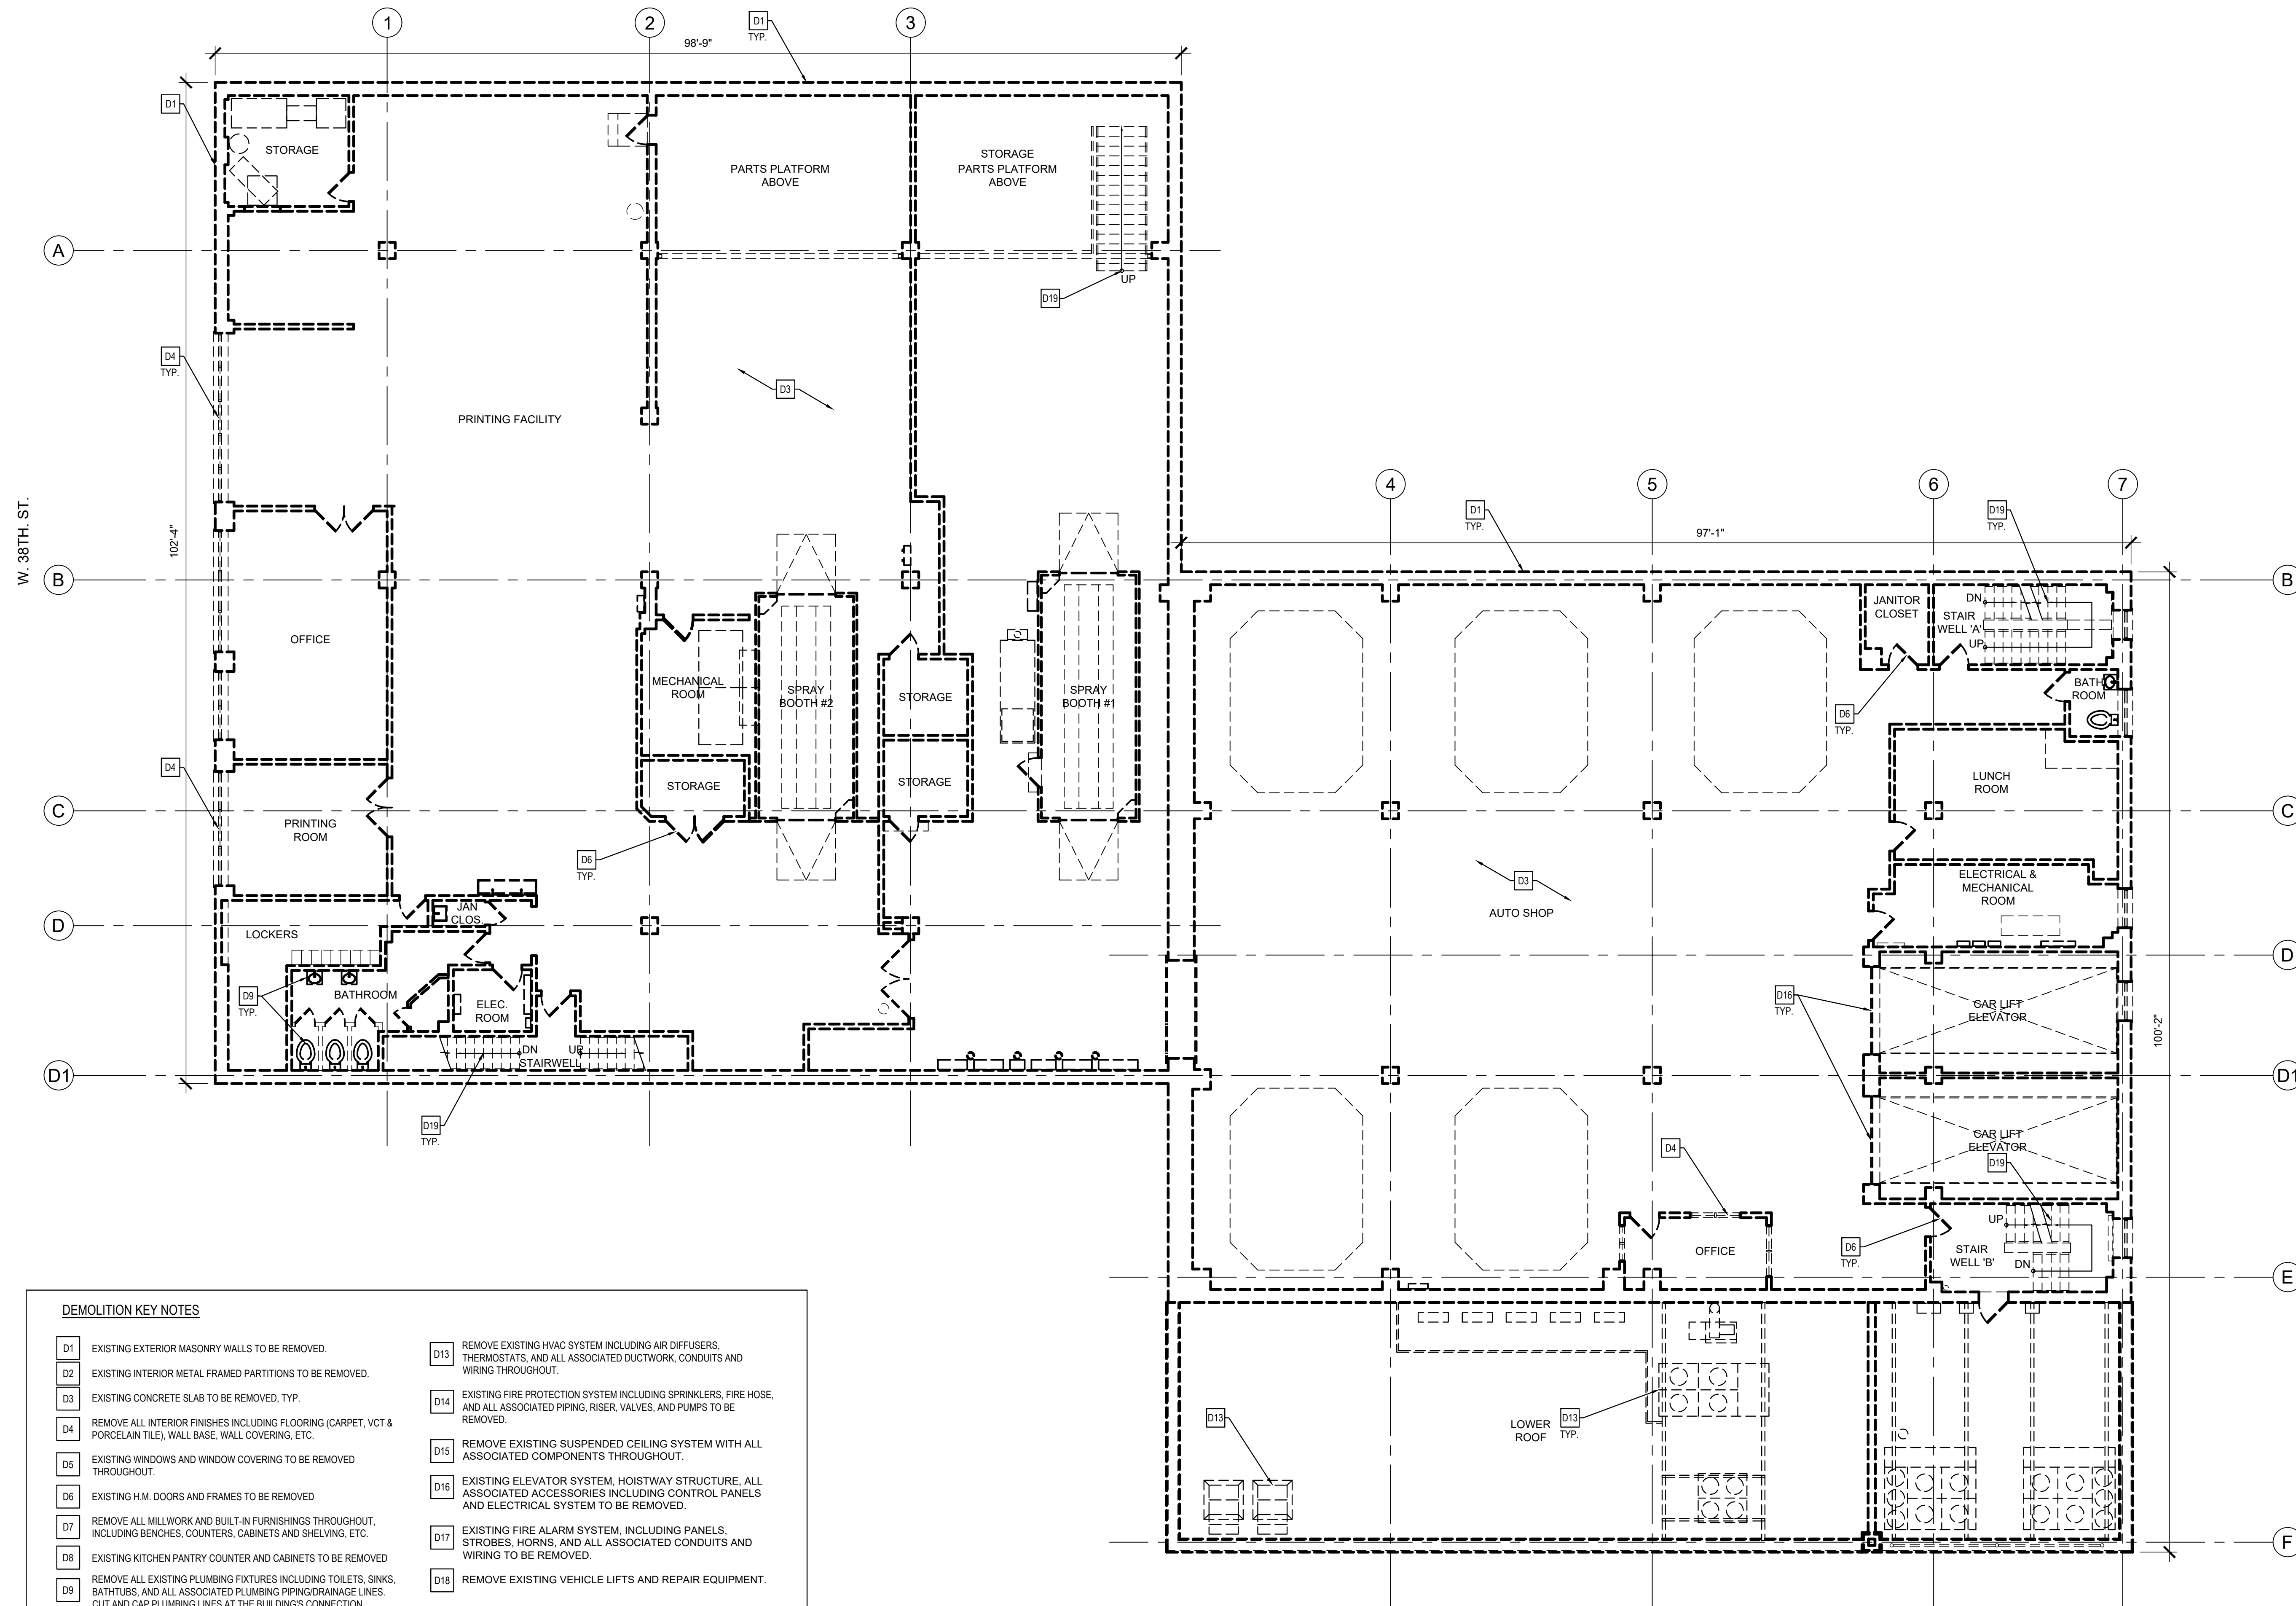 1
2
3
D1
TYP.
98'-9"
D1
STORAGE
PARTS PLATFORM
ABOVE
STORAGE
PARTS PLATFORM
ABOVE
A
UP
D19
D4
TYP.
D3
PRINTING FACILITY
W. 38TH. ST.
102'-4"
4
5
6
7
D1
TYP.
D19
TYP.
97'-1"
B
B
OFFICE
JANITOR
CLOSET
DN
STAIR
WELL 'A'
UP
MECHANICAL
ROOM
SPRAY
BOOTH #2
STORAGE
SPRAY
BOOTH #1
BATH
ROOM
D6
TYP.
D4
STORAGE
STORAGE
LUNCH
ROOM
C
C
PRINTING
ROOM
D6
TYP.
D3
ELECTRICAL &
MECHANICAL
ROOM
AUTO SHOP
JAN
CLOS.
D
LOCKERS
D
D9
TYP.
BATHROOM
ELEC.
ROOM
D16
TYP.
CAR LIFT
ELEVATOR
100'-2"
DN
UP
STAIRWELL
D1
D1
D19
TYP.
CAR LIFT
ELEVATOR
D4
D19
UP
D6
TYP.
OFFICE
STAIR
WELL 'B'
DN
E
LOWER
ROOF
D13
D13
TYP.
F
DEMOLITION KEY NOTES
D1 EXISTING EXTERIOR MASONRY WALLS TO BE REMOVED.
D2 EXISTING INTERIOR METAL FRAMED PARTITIONS TO BE REMOVED.
D3 EXISTING CONCRETE SLAB TO BE REMOVED, TYP.
D4 REMOVE ALL INTERIOR FINISHES INCLUDING FLOORING (CARPET, VCT &
PORCELAIN TILE), WALL BASE, WALL COVERING, ETC.
D5 EXISTING WINDOWS AND WINDOW COVERING TO BE REMOVED
THROUGHOUT.
D6 EXISTING H.M. DOORS AND FRAMES TO BE REMOVED
D7 REMOVE ALL MILLWORK AND BUILT-IN FURNISHINGS THROUGHOUT,
INCLUDING BENCHES, COUNTERS, CABINETS AND SHELVING, ETC.
D8 EXISTING KITCHEN PANTRY COUNTER AND CABINETS TO BE REMOVED
D9 REMOVE ALL EXISTING PLUMBING FIXTURES INCLUDING TOILETS, SINKS,
BATHTUBS, AND ALL ASSOCIATED PLUMBING PIPING/DRAINAGE LINES.
CUT AND CAP PLUMBING LINES AT THE BUILDING'S CONNECTION
D13 REMOVE EXISTING HVAC SYSTEM INCLUDING AIR DIFFUSERS,
THERMOSTATS, AND ALL ASSOCIATED DUCTWORK, CONDUITS AND
WIRING THROUGHOUT.
D14 EXISTING FIRE PROTECTION SYSTEM INCLUDING SPRINKLERS, FIRE HOSE,
AND ALL ASSOCIATED PIPING, RISER, VALVES, AND PUMPS TO BE
REMOVED.
D15 REMOVE EXISTING SUSPENDED CEILING SYSTEM WITH ALL
ASSOCIATED COMPONENTS THROUGHOUT.
D16 EXISTING ELEVATOR SYSTEM, HOISTWAY STRUCTURE, ALL
ASSOCIATED ACCESSORIES INCLUDING CONTROL PANELS
AND ELECTRICAL SYSTEM TO BE REMOVED.
D17 EXISTING FIRE ALARM SYSTEM, INCLUDING PANELS,
STROBES, HORNS, AND ALL ASSOCIATED CONDUITS AND
WIRING TO BE REMOVED.
D18 REMOVE EXISTING VEHICLE LIFTS AND REPAIR EQUIPMENT.